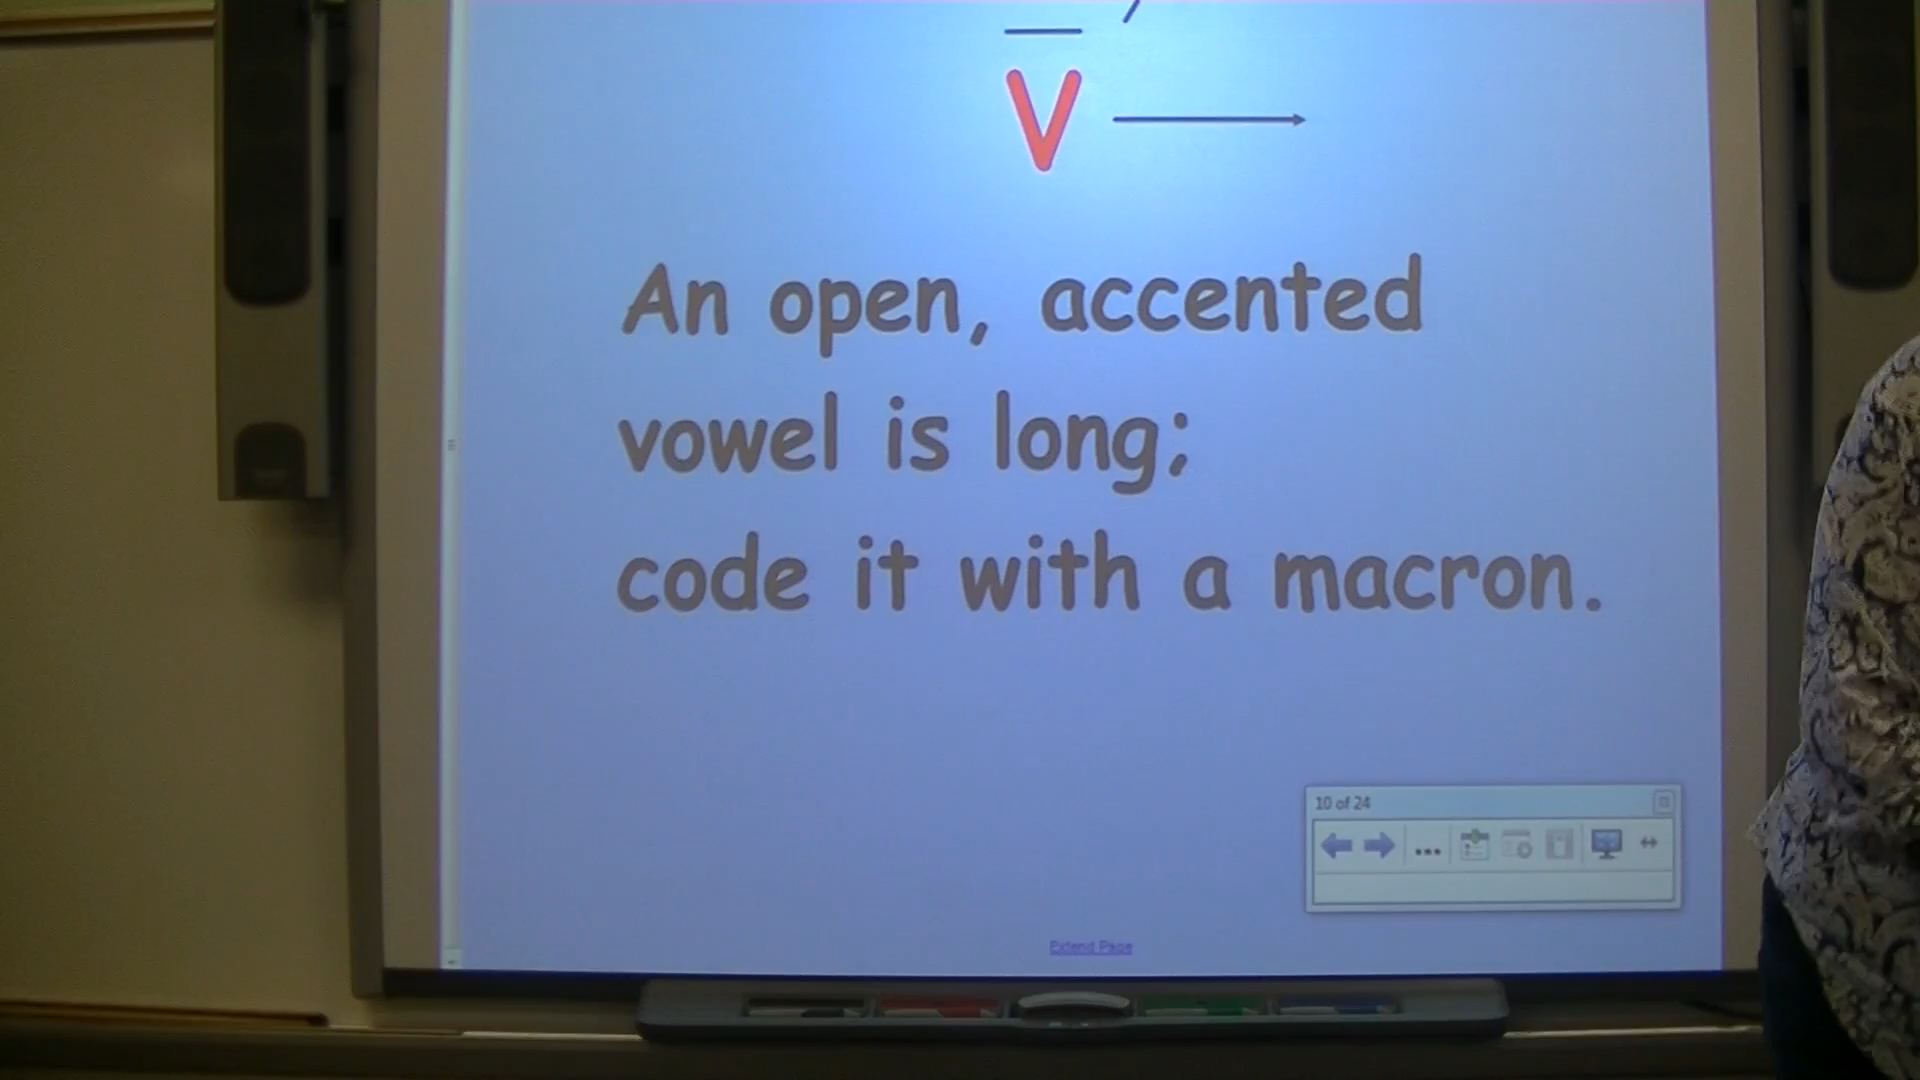 V
An open, accented
vowel is long;
code it with a macron.
10 of 24
Extend Page